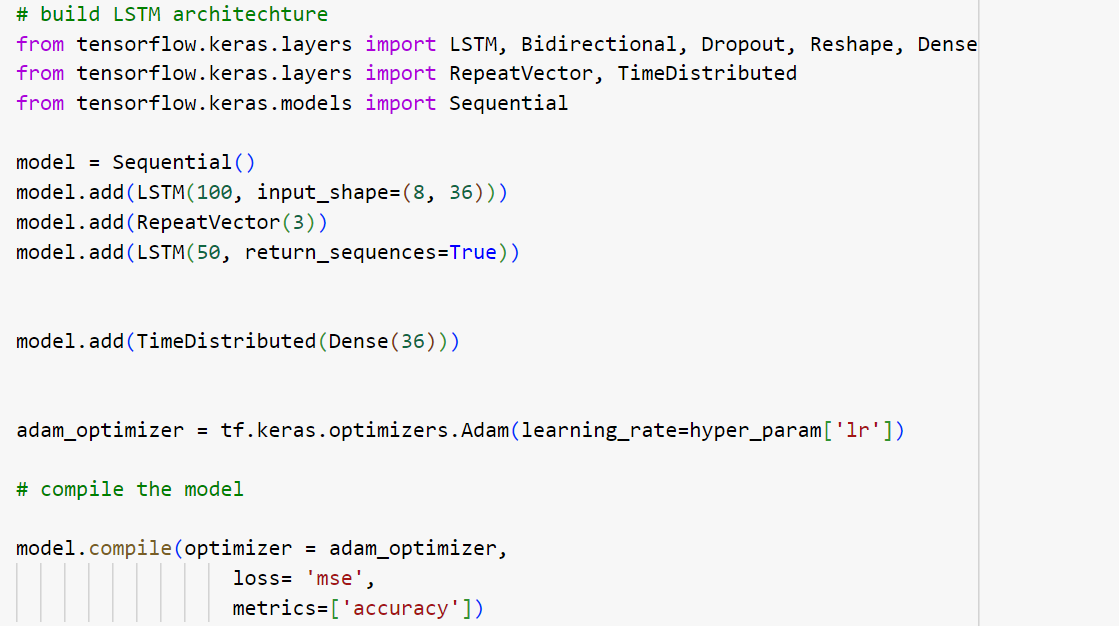 # build LSTM architechture
from tensorflow.keras.layers import LSTM, Bidirectional, Dropout, Reshape, Dense
from tensorflow.keras.layers import RepeatVector, TimeDistributed
from tensorflow.keras.models import Sequential
model = Sequential()
model.add(LSTM(100, input_shape=(8, 36)))
model.add(RepeatVector(3))
model.add(LSTM(50, return_sequences=True))
model.add(TimeDistributed(Dense(36)))
adam_optimizer = tf.keras.optimizers.Adam(learning_rate=hyper_param['lr'])
# compile the model
model.compile(optimizer = adam_optimizer,
loss= 'mse',
metrics=['accuracy'])